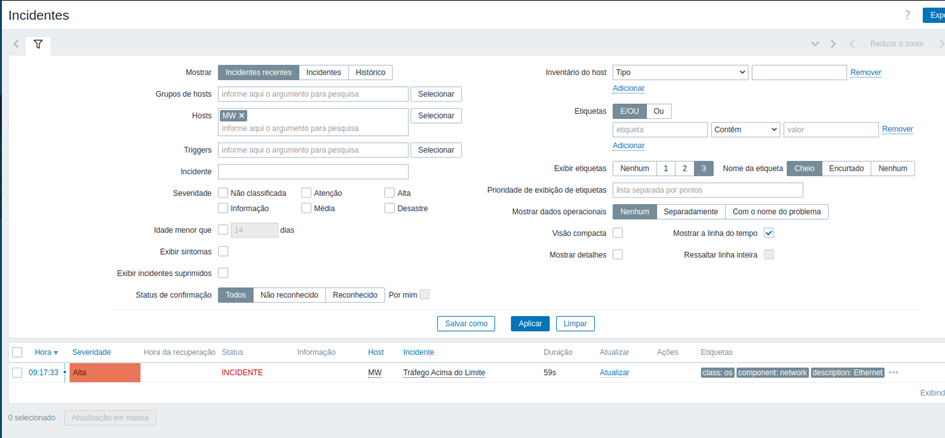 Incidentes
?
Expo
Reduzir o zoom
Mostrar
Incidentes recentes Incidentes Histórico
Grupos de hosts
informe aqui o argumento para pesquisa
Selecionar
Hosts
MW
informe aqui o argumento para pesquisa
Selecionar
Triggers
informe aqui o argumento para pesquisa
Selecionar
Incidente
Severidade
Não classificada Atenção Alta
Informação Média Desastre
Idade menor que 14 dias
Exibir sintomas
Exibir incidentes suprimidos
Status de confirmação
Todos Não reconhecido Reconhecido Por mim
Inventário do host
Tipo
Remover
Adicionar
Etiquetas
E/OU Ou
etiqueta Contêm valor Remover
Adicionar
Exibir etiquetas
Nenhum 1 2 3
Nome da etiqueta
Cheio Encurtado Nenhum
Prioridade de exibição de etiquetas
lista separada por pontos
Mostrar dados operacionais
Nenhum Separadamente Com o nome do problema
Visão compacta
Mostrar a linha do tempo
Mostrar detalhes
Ressaltar linha inteira
Salvar como Aplicar Limpar
Hora Severidade Hora da recuperação Status Informação Host Incidente Duração Atualizar Ações Etiquetas
09:17:33 Alta INCIDENTE MW Tráfego Acima do Limite 59s Atualizar class: os component: network description: Ethernet
Exibind
0 selecionado Atualização em massa